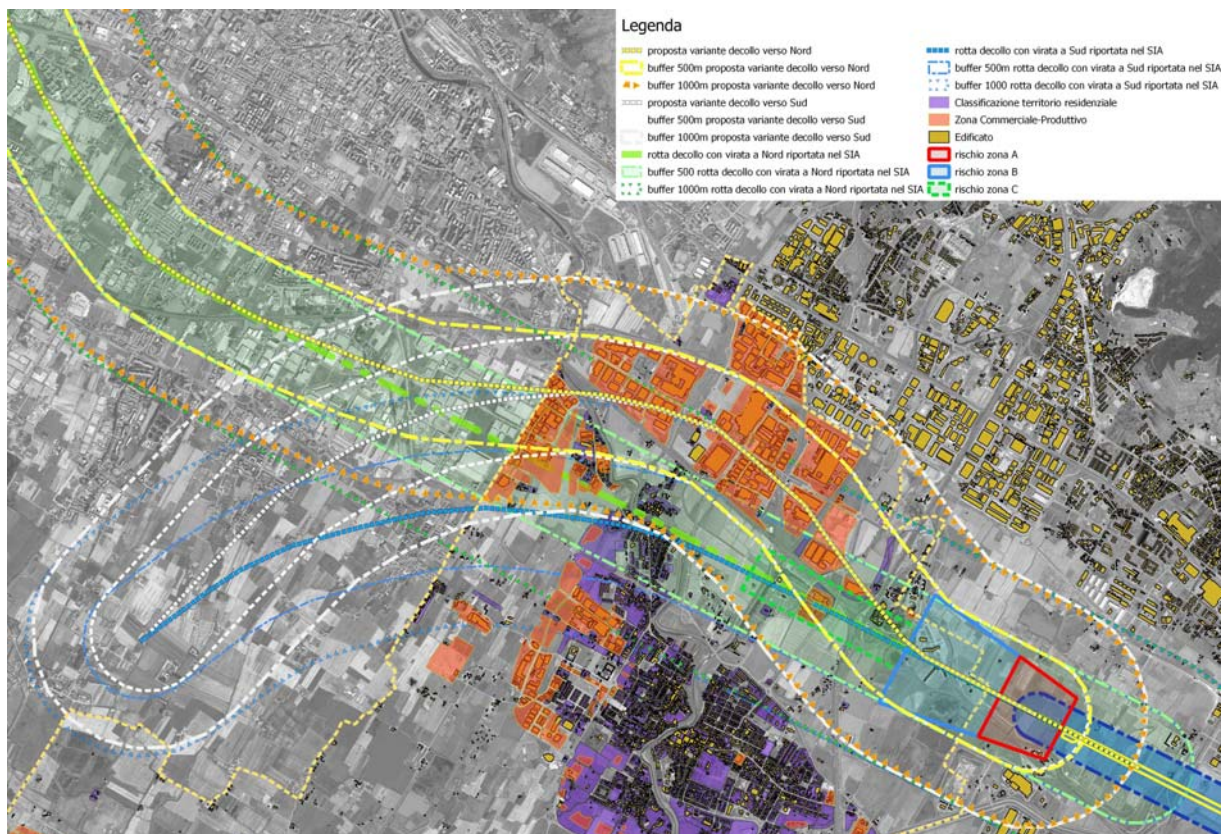 Legenda
proposta variante decollo verso Nord
buffer 500m proposta variante decollo verso Nord
buffer 1000m proposta variante decollo verso Nord
proposta variante decollo verso Sud
buffer 500m proposta variante decollo verso Sud
buffer 1000m proposta variante decollo verso Sud
rotta decollo con virata a Nord riportata nel SIA
buffer 500 rotta decollo con virata a Nord riportata nel SIA
buffer 1000m rotta decollo con virata a Nord riportata nel SIA
rotta decollo con virata a Sud riportata nel SIA
buffer 500m rotta decollo con virata a Sud riportata nel SIA
buffer 1000 rotta decollo con virata a Sud riportata nel SIA
Classificazione territorio residenziale
Zona Commerciale-Produttivo
Edificato
rischio zona A
rischio zona B
rischio zona C